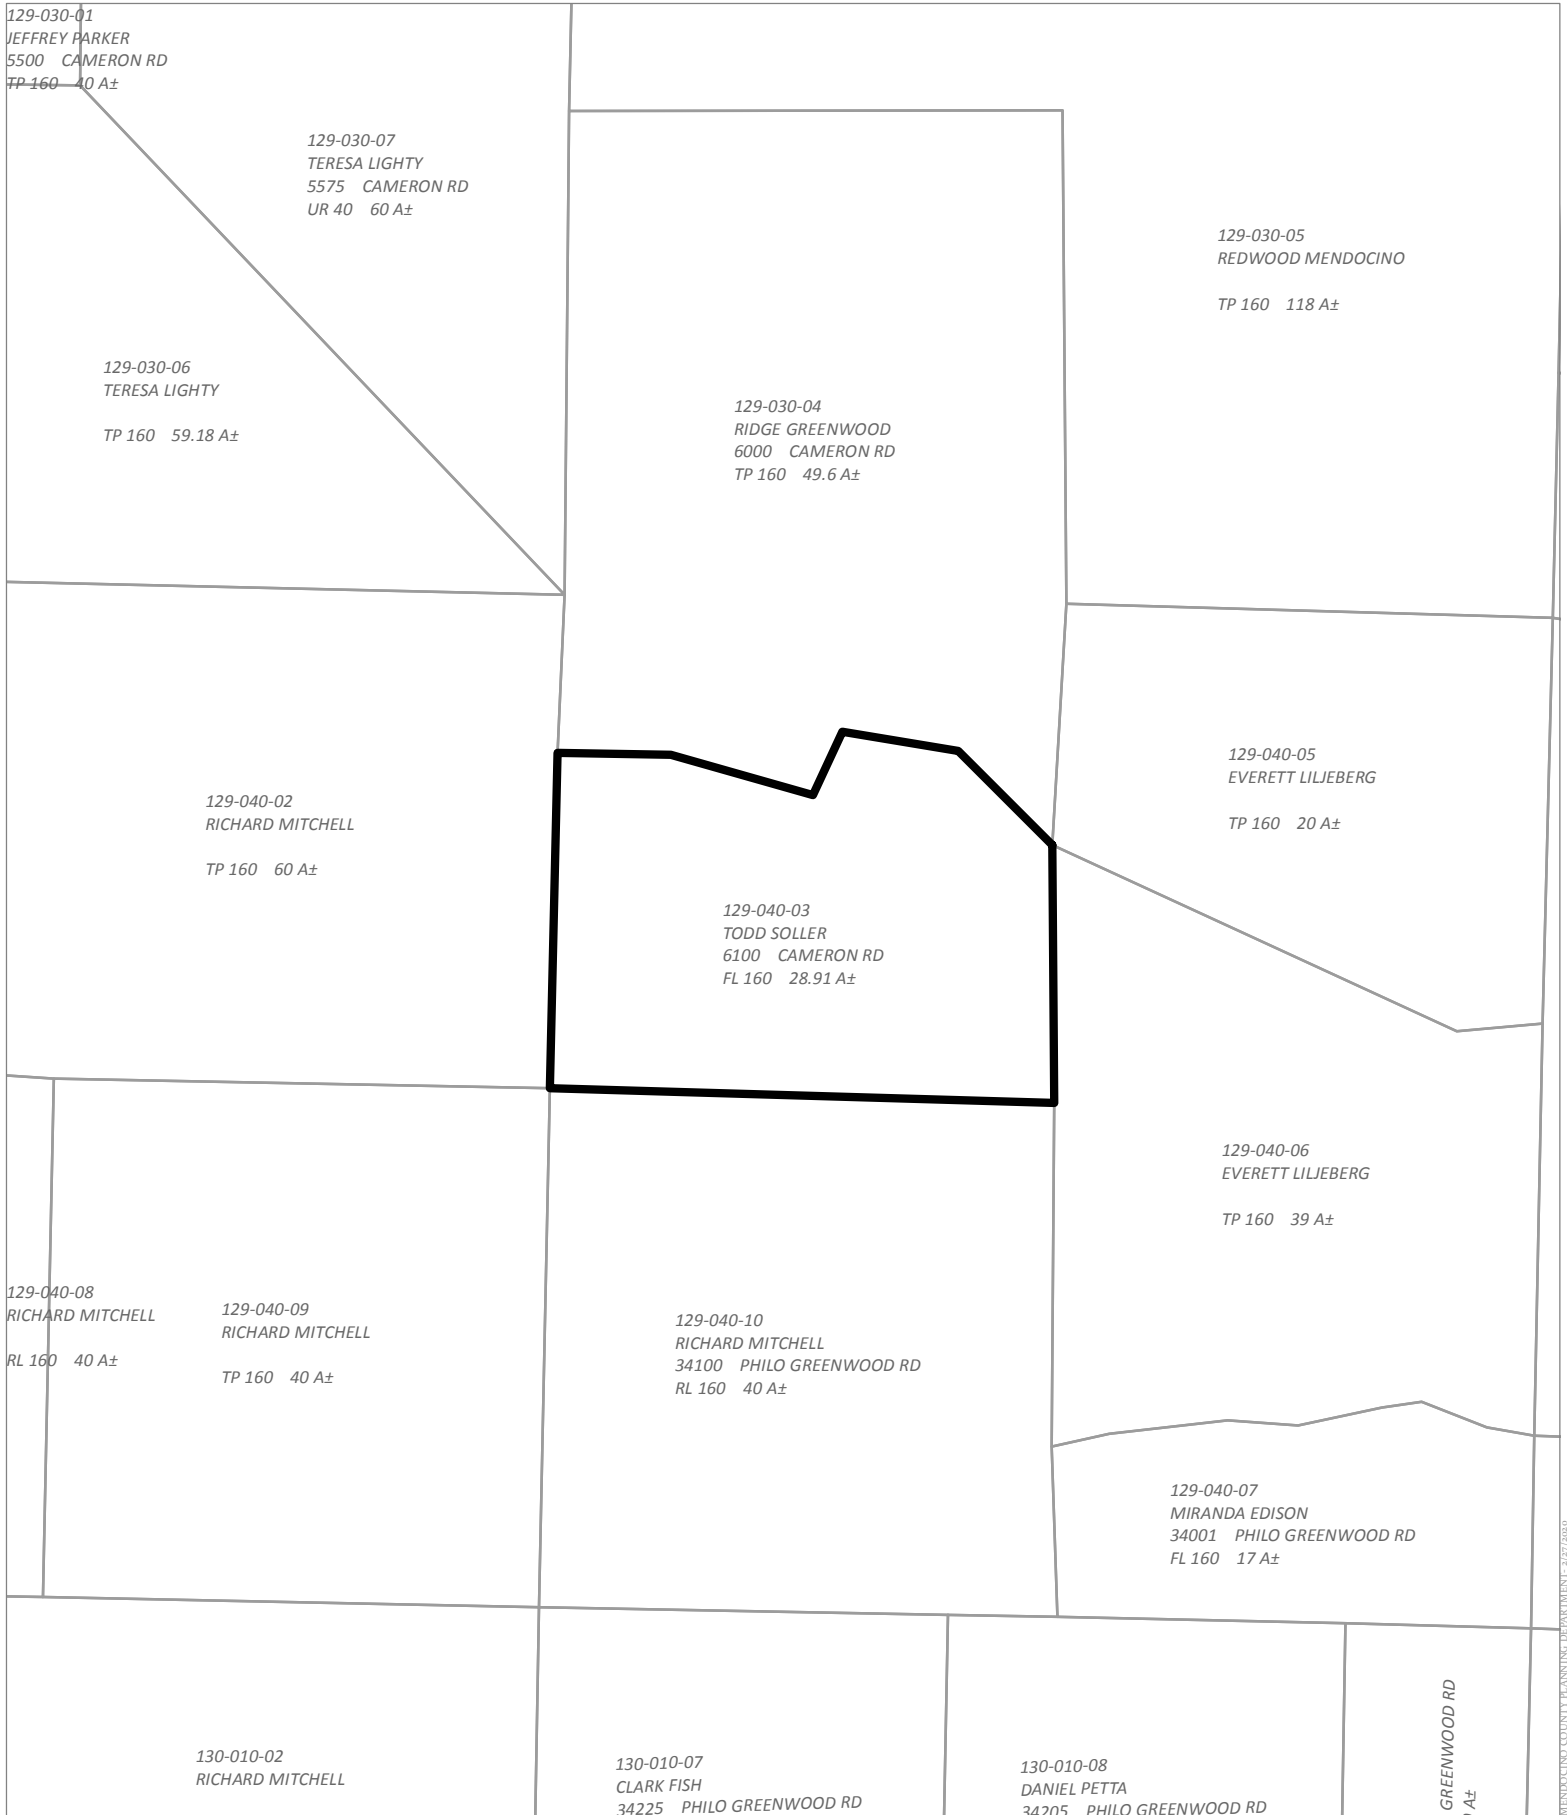 129-030-01
JEFFREY PARKER
5500 CAMERON RD
TP 160 40 A±
129-030-07
TERESA LIGHTY
5575 CAMERON RD
UR 40 60 A±
129-030-05
REDWOOD MENDOCINO
TP 160 118 A±
129-030-06
TERESA LIGHTY
TP 160 59.18 A±
129-030-04
RIDGE GREENWOOD
6000 CAMERON RD
TP 160 49.6 A±
129-040-05
EVERETT LILJEBERG
TP 160 20 A±
129-040-02
RICHARD MITCHELL
TP 160 60 A±
129-040-03
TODD SOLLER
6100 CAMERON RD
FL 160 28.91 A±
129-040-06
EVERETT LILJEBERG
TP 160 39 A±
129-040-08
RICHARD MITCHELL
RL 160 40 A±
129-040-09
RICHARD MITCHELL
TP 160 40 A±
129-040-10
RICHARD MITCHELL
34100 PHILO GREENWOOD RD
RL 160 40 A±
129-040-07
MIRANDA EDISON
34001 PHILO GREENWOOD RD
FL 160 17 A±
130-010-02
RICHARD MITCHELL
130-010-07
CLARK FISH
34225 PHILO GREENWOOD RD
130-010-08
DANIEL PETTA
34205 PHILO GREENWOOD RD
GREENWOOD RD
A±
MENDOCINO COUNTY PLANNING DEPARTMENT- 2/27/2020